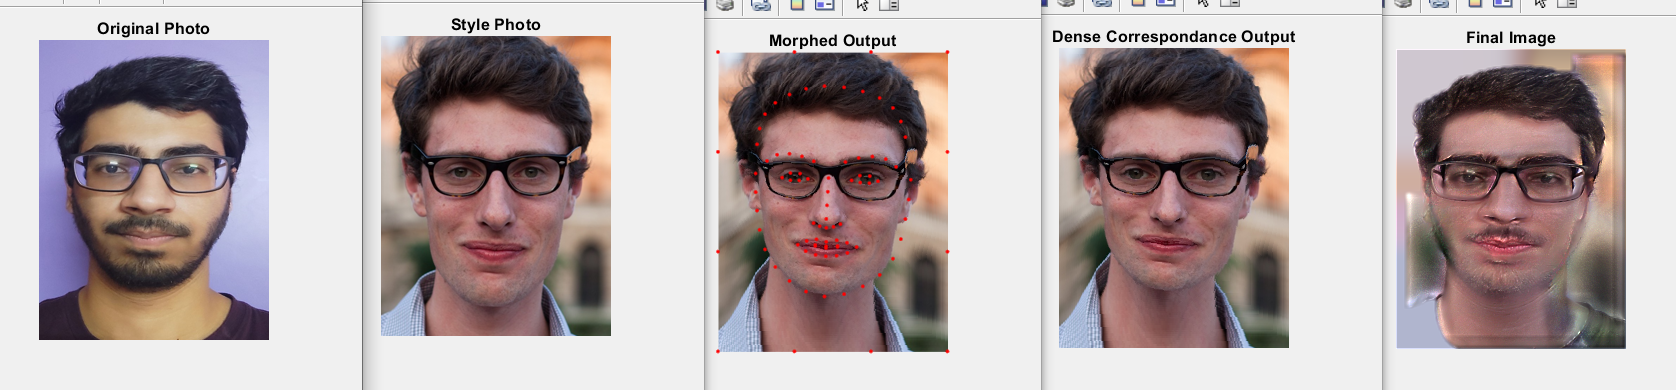 Original Photo
Style Photo
Morphed Output
Dense Correspondance Output
Final Image